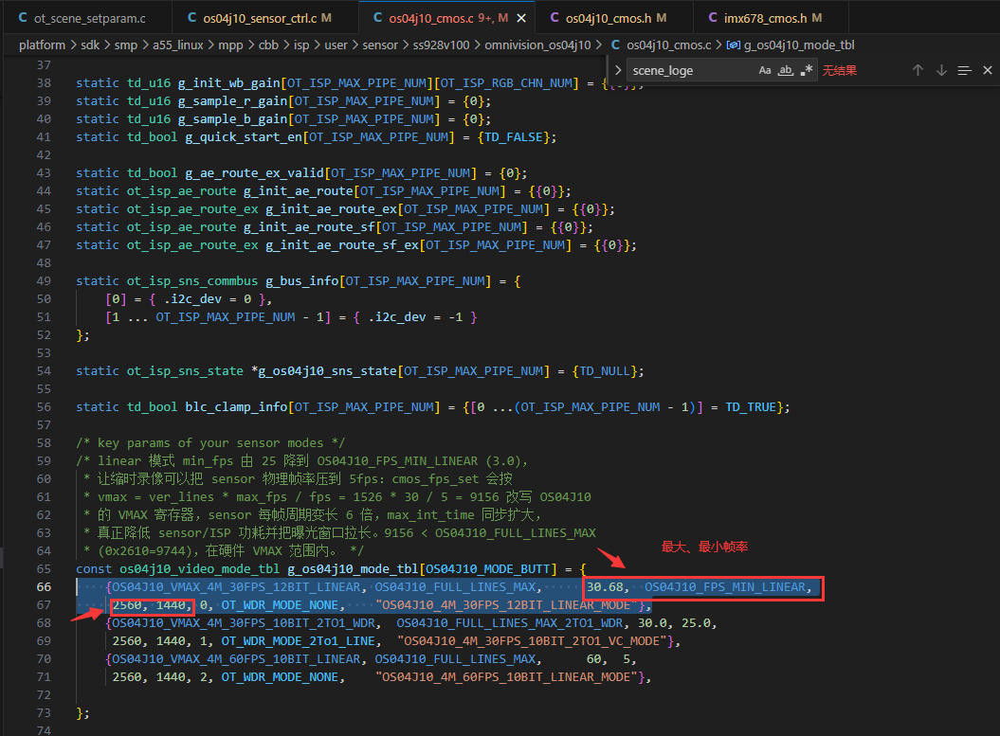 C ot_scene_setparam.c C os04j10_sensor_ctrl.c M C os04j10_cmos.c 9+, M × C os04j10_cmos.h M C imx678_cmos.h M
platform > sdk > smp > a55_linux > mpp > cbb > isp > user > sensor > ss928v100 > omnivision_os04j10 > C os04j10_cmos.c > g_os04j10_mode_tbl
scene_loge Aa ab .* 无结果
37
38 static td_u16 g_init_wb_gain[OT_ISP_MAX_PIPE_NUM][OT_ISP_RGB_CHN_NUM] = {{0}};
39 static td_u16 g_sample_r_gain[OT_ISP_MAX_PIPE_NUM] = {0};
40 static td_u16 g_sample_b_gain[OT_ISP_MAX_PIPE_NUM] = {0};
41 static td_bool g_quick_start_en[OT_ISP_MAX_PIPE_NUM] = {TD_FALSE};
42
43 static td_bool g_ae_route_ex_valid[OT_ISP_MAX_PIPE_NUM] = {0};
44 static ot_isp_ae_route g_init_ae_route[OT_ISP_MAX_PIPE_NUM] = {{0}};
45 static ot_isp_ae_route_ex g_init_ae_route_ex[OT_ISP_MAX_PIPE_NUM] = {{0}};
46 static ot_isp_ae_route g_init_ae_route_sf[OT_ISP_MAX_PIPE_NUM] = {{0}};
47 static ot_isp_ae_route_ex g_init_ae_route_sf_ex[OT_ISP_MAX_PIPE_NUM] = {{0}};
48
49 static ot_isp_sns_commbus g_bus_info[OT_ISP_MAX_PIPE_NUM] = {
50 [0] = { .i2c_dev = 0 },
51 [1 ... OT_ISP_MAX_PIPE_NUM - 1] = { .i2c_dev = -1 }
52 };
53
54 static ot_isp_sns_state *g_os04j10_sns_state[OT_ISP_MAX_PIPE_NUM] = {TD_NULL};
55
56 static td_bool blc_clamp_info[OT_ISP_MAX_PIPE_NUM] = {[0 ...(OT_ISP_MAX_PIPE_NUM - 1)] = TD_TRUE};
57
58 /* key params of your sensor modes */
59 /* linear 模式 min_fps 由 25 降到 OS04J10_FPS_MIN_LINEAR (3.0),
60 * 让缩时录像可以把 sensor 物理帧率压到 5fps：cmos_fps_set 会按
61 * vmax = ver_lines * max_fps / fps = 1526 * 30 / 5 = 9156 改写 OS04J10
62 * 的 VMAX 寄存器，sensor 每帧周期变长 6 倍，max_int_time 同步扩大，
63 * 真正降低 sensor/ISP 功耗并把曝光窗口拉长。9156 < OS04J10_FULL_LINES_MAX
64 * (0x2610=9744)，在硬件 VMAX 范围内。 */
最大、最小帧率
65 const os04j10_video_mode_tbl g_os04j10_mode_tbl[OS04J10_MODE_BUTT] = {
66 {OS04J10_VMAX_4M_30FPS_12BIT_LINEAR, OS04J10_FULL_LINES_MAX, 30.68, OS04J10_FPS_MIN_LINEAR,
67 2560, 1440, 0, OT_WDR_MODE_NONE, "OS04J10_4M_30FPS_12BIT_LINEAR_MODE"},
68 {OS04J10_VMAX_4M_30FPS_10BIT_2TO1_WDR, OS04J10_FULL_LINES_MAX_2TO1_WDR, 30.0, 25.0,
69 2560, 1440, 1, OT_WDR_MODE_2To1_LINE, "OS04J10_4M_30FPS_10BIT_2TO1_VC_MODE"},
70 {OS04J10_VMAX_4M_60FPS_10BIT_LINEAR, OS04J10_FULL_LINES_MAX, 60, 5,
71 2560, 1440, 2, OT_WDR_MODE_NONE, "OS04J10_4M_60FPS_10BIT_LINEAR_MODE"},
72
73 };
74